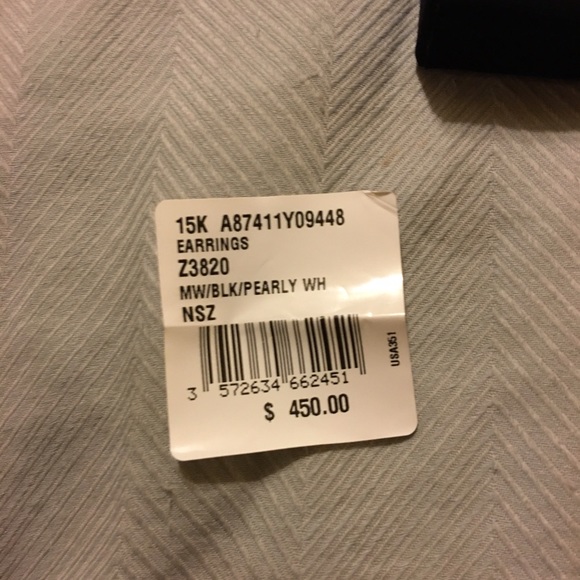 15K A87411Y09448
EARRINGS
Z3820
MW/BLK/PEARLY WH
NSZ
USA351
3 572634 662451
$ 450.00